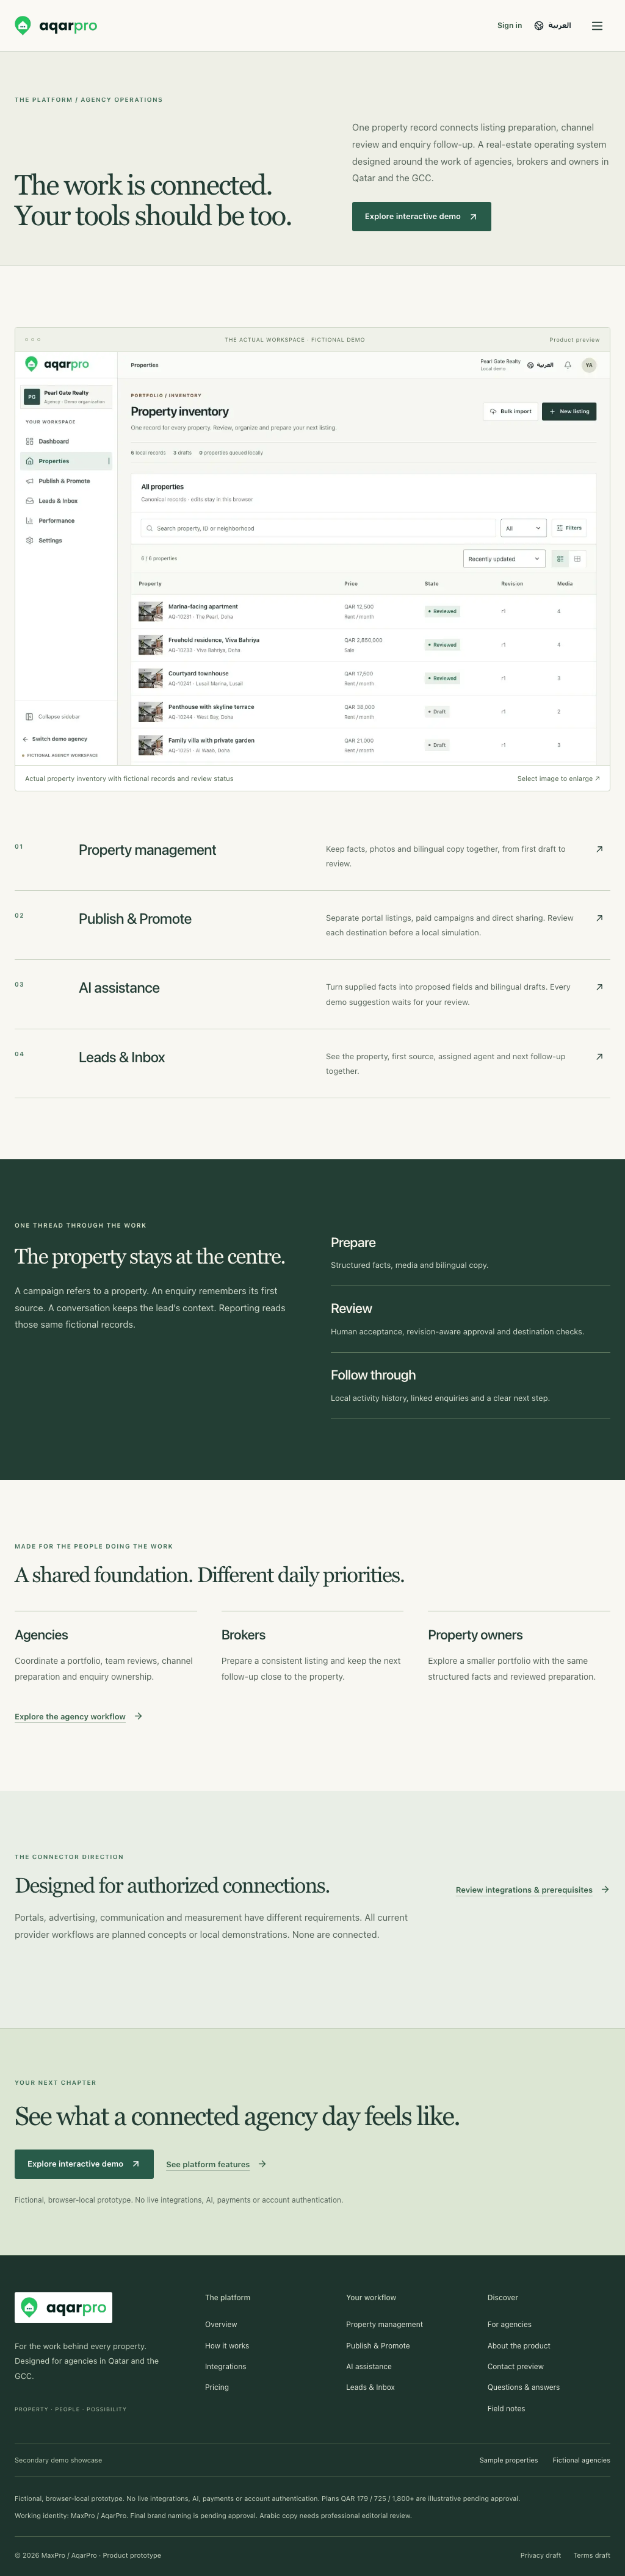 aqarpro
Sign in
العربية
THE PLATFORM / AGENCY OPERATIONS
The work is connected.
Your tools should be too.
One property record connects listing preparation, channel
review and enquiry follow-up. A real-estate operating system
designed around the work of agencies, brokers and owners in
Qatar and the GCC.
Explore interactive demo
THE ACTUAL WORKSPACE · FICTIONAL DEMO
Product preview
aqarpro
Properties
Pearl Gate Realty
Local demo
العربية
YA
PG
Pearl Gate Realty
Agency · Demo organisation
YOUR WORKSPACE
Dashboard
Properties
Publish & Promote
Leads & Inbox
Performance
Settings
Collapse sidebar
Switch demo agency
FICTIONAL AGENCY WORKSPACE
PORTFOLIO / INVENTORY
Property inventory
One record for every property. Review, organize and prepare your next listing.
Bulk import
New listing
6 local records 3 drafts 0 properties queued locally
All properties
Canonical records · edits stay in this browser
Search property, ID or neighborhood
All
Filters
6 / 6 properties
Recently updated
Property Price State Revision Media
Marina-facing apartment
AQ-10231 · The Pearl, Doha
QAR 12,500
Rent / month
Reviewed
r1
4
Freehold residence, Viva Bahriya
AQ-10233 · Viva Bahriya, Doha
QAR 2,650,000
Sale
Reviewed
r1
4
Courtyard townhouse
AQ-10241 · Lusail Marina, Lusail
QAR 17,500
Rent / month
Reviewed
r1
3
Penthouse with skyline terrace
AQ-10244 · West Bay, Doha
QAR 38,000
Rent / month
Draft
r1
2
Family villa with private garden
AQ-10251 · Al Waab, Doha
QAR 21,000
Rent / month
Draft
r1
3
Actual property inventory with fictional records and review status
Select image to enlarge ↗
01
Property management
Keep facts, photos and bilingual copy together, from first draft to
review.
02
Publish & Promote
Separate portal listings, paid campaigns and direct sharing. Review
each destination before a local simulation.
03
AI assistance
Turn supplied facts into proposed fields and bilingual drafts. Every
demo suggestion waits for your review.
04
Leads & Inbox
See the property, first source, assigned agent and next follow-up
together.
ONE THREAD THROUGH THE WORK
The property stays at the centre.
A campaign refers to a property. An enquiry remembers its first
source. A conversation keeps the lead's context. Reporting reads
those same fictional records.
Prepare
Structured facts, media and bilingual copy.
Review
Human acceptance, revision-aware approval and destination checks.
Follow through
Local activity history, linked enquiries and a clear next step.
MADE FOR THE PEOPLE DOING THE WORK
A shared foundation. Different daily priorities.
Agencies
Coordinate a portfolio, team reviews, channel
preparation and enquiry ownership.
Explore the agency workflow
Brokers
Prepare a consistent listing and keep the next
follow-up close to the property.
Property owners
Explore a smaller portfolio with the same
structured facts and reviewed preparation.
THE CONNECTOR DIRECTION
Designed for authorized connections.
Portals, advertising, communication and measurement have different requirements. All current
provider workflows are planned concepts or local demonstrations. None are connected.
Review integrations & prerequisites
YOUR NEXT CHAPTER
See what a connected agency day feels like.
Explore interactive demo
See platform features
Fictional, browser-local prototype. No live integrations, AI, payments or account authentication.
aqarpro
For the work behind every property.
Designed for agencies in Qatar and the
GCC.
PROPERTY · PEOPLE · POSSIBILITY
The platform
Overview
How it works
Integrations
Pricing
Your workflow
Property management
Publish & Promote
AI assistance
Leads & Inbox
Discover
For agencies
About the product
Contact preview
Questions & answers
Field notes
Secondary demo showcase
Sample properties
Fictional agencies
Fictional, browser-local prototype. No live integrations, AI, payments or account authentication. Plans QAR 179 / 725 / 1,800+ are illustrative pending approval.
Working identity: MaxPro / AqarPro. Final brand naming is pending approval. Arabic copy needs professional editorial review.
© 2026 MaxPro / AqarPro · Product prototype
Privacy draft
Terms draft